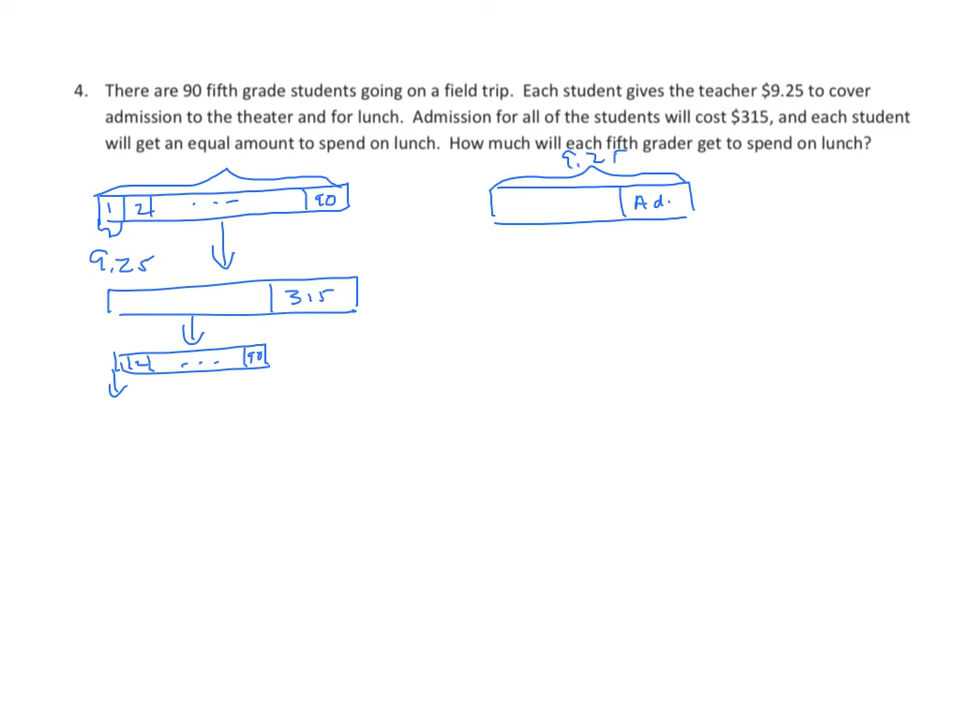 4. There are 90 fifth grade students going on a field trip. Each student gives the teacher $9.25 to cover
admission to the theater and for lunch. Admission for all of the students will cost $315, and each student
will get an equal amount to spend on lunch. How much will each fifth grader get to spend on lunch?
9.25
1 2 ... 90
Ad.
9.25
315
1 2 ... 90